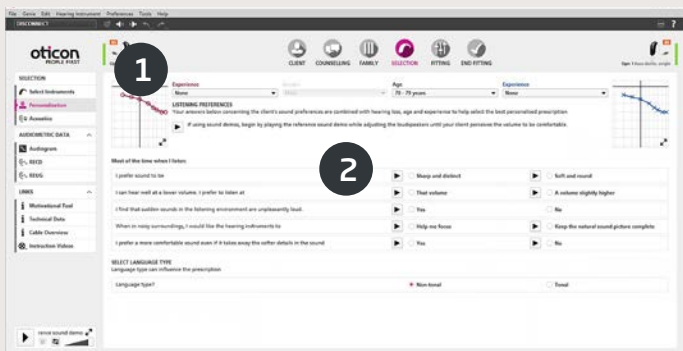 File Genie Edit Hearing Instrument Preferences Tools Help
DISCONNECT
?
oticon
PEOPLE FIRST
CLIENT COUNSELLING FAMILY SELECTION FITTING END FITTING
SELECTION
Select Instruments
Personalisation
Acoustics
AUDIOMETRIC DATA
Audiogram
RECD
REUG
LINKS
Motivational Tool
Technical Data
Cable Overview
Instruction Videos
1
2
Experience
None
Age
70 - 79 years
Experience
None
LISTENING PREFERENCES
Your answers below concerning the client's sound preferences are combined with hearing loss, age and experience to help select the best personalised prescription
If using sound demos, begin by playing the reference sound demo while adjusting the loudspeakers until your client perceives the volume to be comfortable.
Most of the time when I listen:
I prefer sound to be Sharp and distinct Soft and round
I can hear well at a lower volume. I prefer to listen at That volume A volume slightly higher
I find that sudden sounds in the listening environment are unpleasantly loud. Yes No
When in noisy surroundings, I would like the hearing instruments to Help me focus Keep the natural sound picture complete
I prefer a more comfortable sound even if it takes away the softer details in the sound Yes No
SELECT LANGUAGE TYPE
Language type can influence the prescription
Language type? Non-tonal Tonal
sound demo